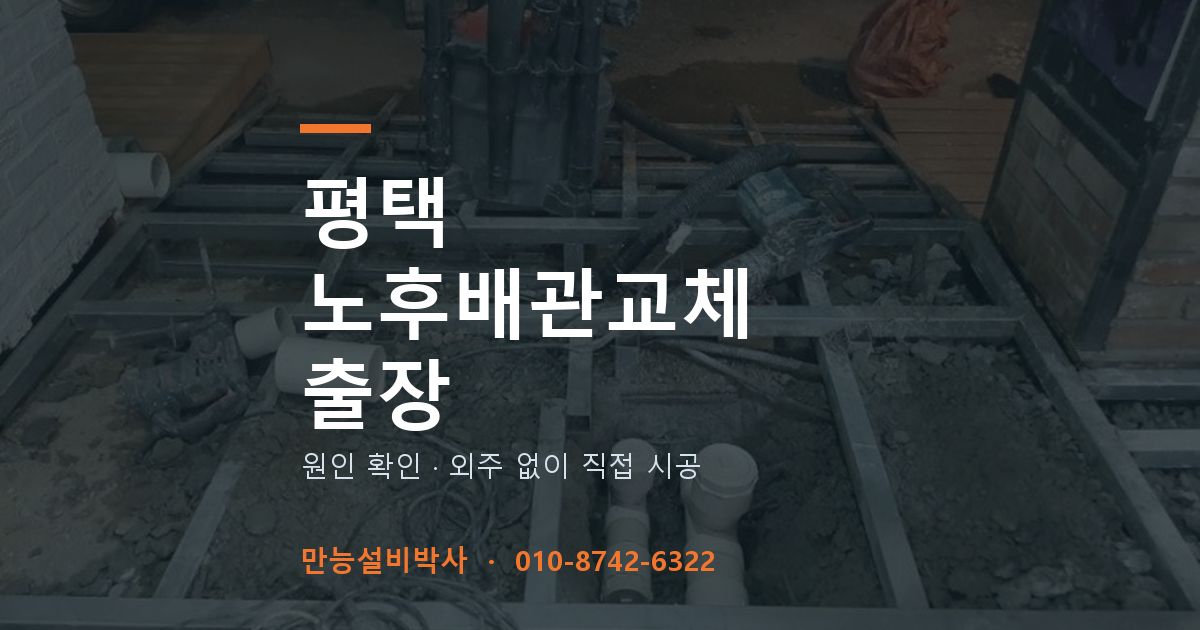 평택
노후배관교체
출장
원인 확인 · 외주 없이 직접 시공
만능설비박사 · 010-8742-6322